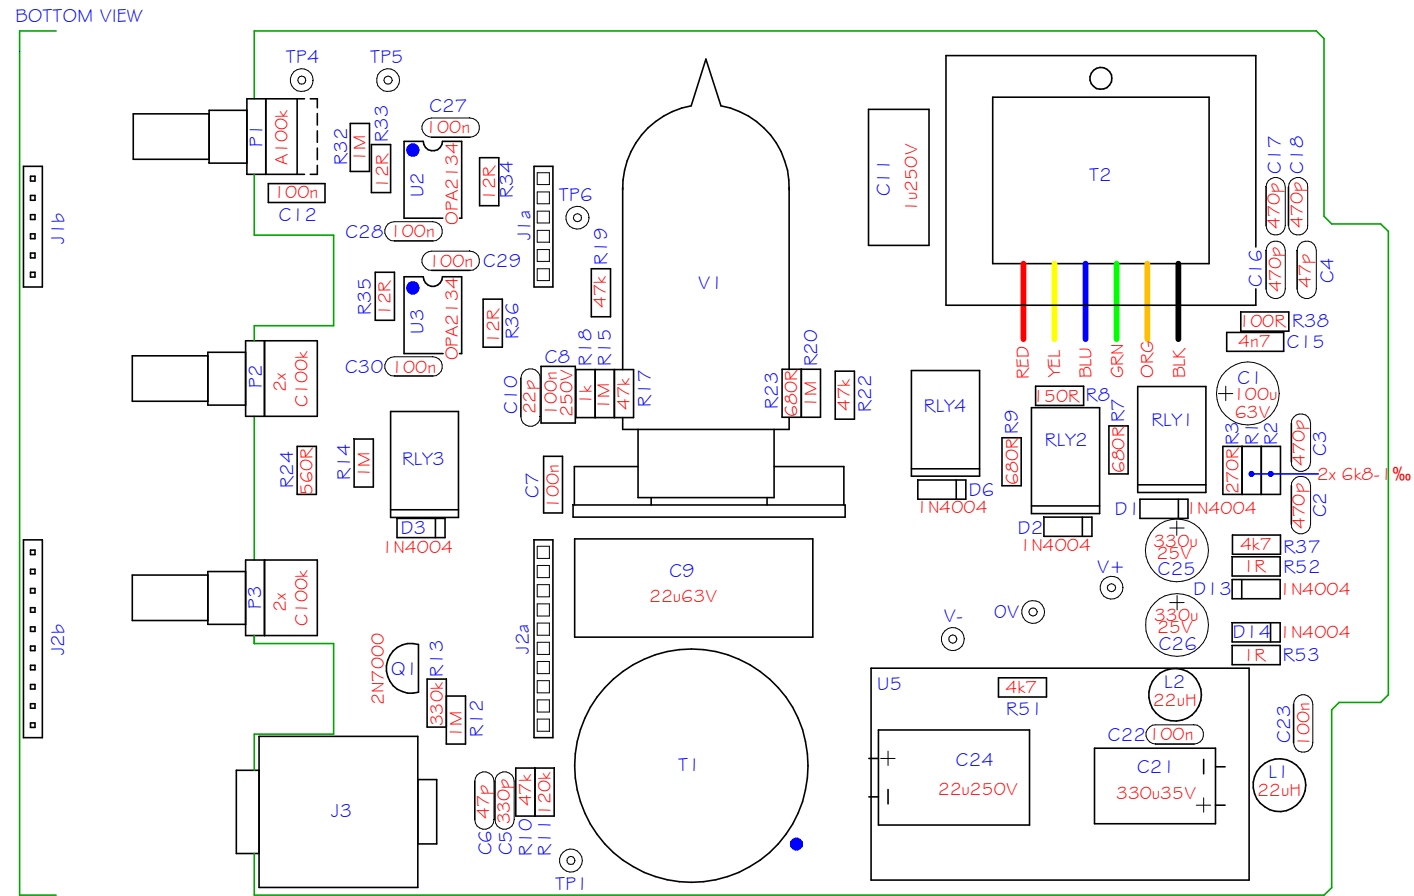 BOTTOM VIEW
TP4
TP5
C27
100n
P1
A100k
R32
1M
R33
12R
U2
OPA2134
12R
R34
100n
C12
C28
100n
100n
C29
R35
12R
U3
OPA2134
12R
R36
C30
100n
J1b
J1a
TP6
R19
47k
V1
C11
1u250V
T2
C17
470p
C18
470p
C16
470p
47p
C4
RED
YEL
BLU
GRN
ORG
BLK
100R
R38
4n7
C15
P2
2x
C100k
C10
22p
C8
100n
250V
R18
1k
R15
1M
47k
R17
R23
680R
R20
1M
47k
R22
RLY4
150R
R8
R9
680R
RLY2
R7
680R
RLY1
C1
100u
63V
R3
270R
R1
R2
470p
C3
2x 6k8-1‰
470p
C2
R24
560R
R14
1M
RLY3
D3
1N4004
C7
100n
D6
1N4004
D2
1N4004
D1
1N4004
330u
25V
C25
4k7
R37
1R
R52
D13
1N4004
V+
0V
V-
330u
25V
C26
D14
1N4004
1R
R53
P3
2x
C100k
J2b
J2a
C9
22u63V
2N7000
Q1
R13
330k
1M
R12
T1
U5
4k7
R51
L2
22uH
C22
100n
C23
100n
C24
22u250V
C21
330u35V
L1
22uH
J3
47p
C6
330p
C5
47k
R10
120k
R11
TP1